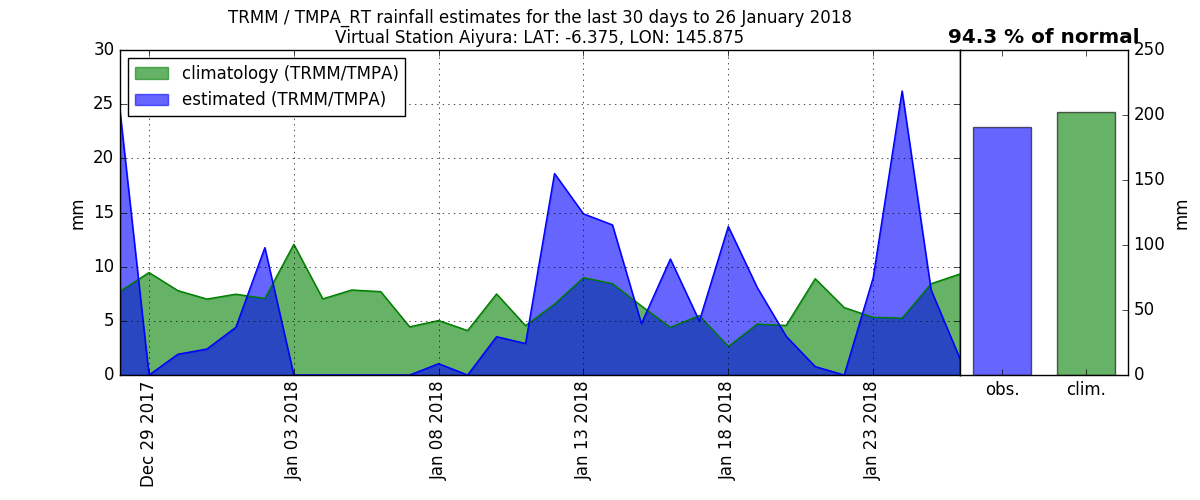 TRMM / TMPA_RT rainfall estimates for the last 30 days to 26 January 2018
Virtual Station Aiyura: LAT: -6.375, LON: 145.875
94.3 % of normal
climatology (TRMM/TMPA)
estimated (TRMM/TMPA)
30
25
20
15
10
5
0
mm
Dec 29 2017
Jan 03 2018
Jan 08 2018
Jan 13 2018
Jan 18 2018
Jan 23 2018
obs.
clim.
250
200
150
100
50
0
mm